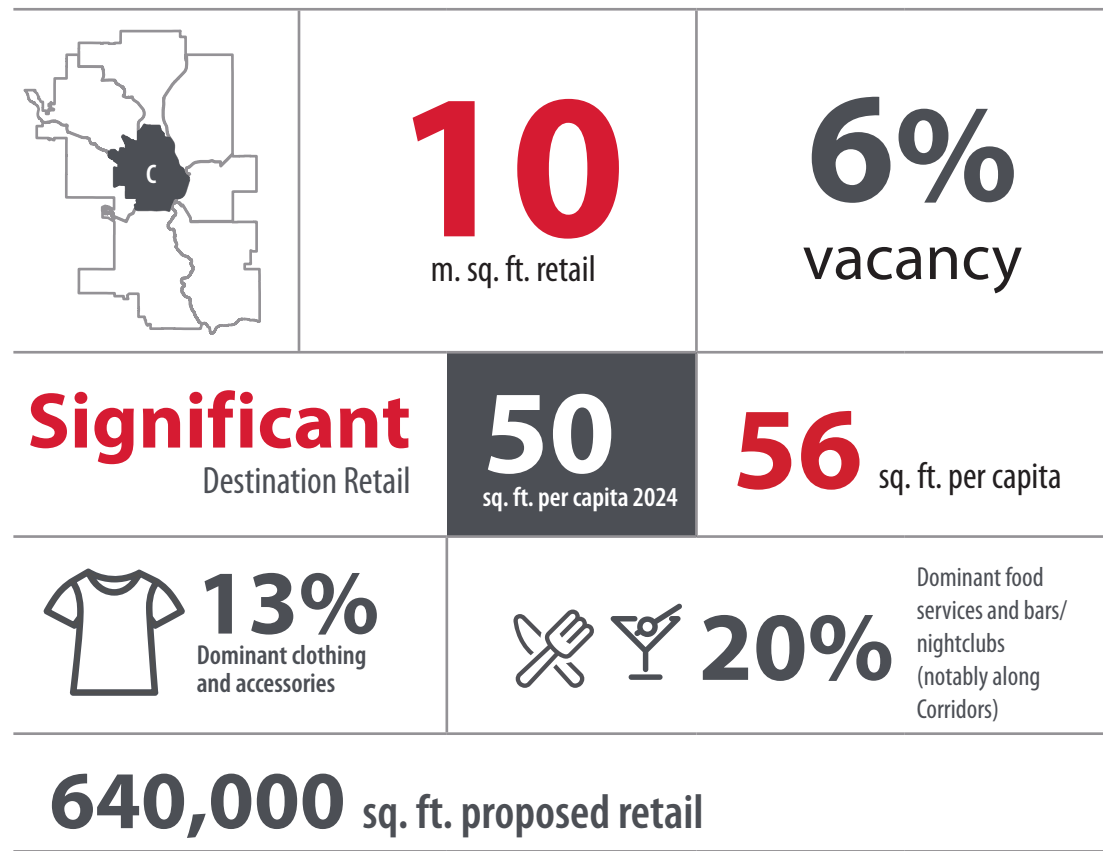 C
10
m. sq. ft. retail
6%
vacancy
Significant
Destination Retail
50
sq. ft. per capita 2024
56 sq. ft. per capita
13%
Dominant clothing
and accessories
20%
Dominant food
services and bars/
nightclubs
(notably along
Corridors)
640,000 sq. ft. proposed retail